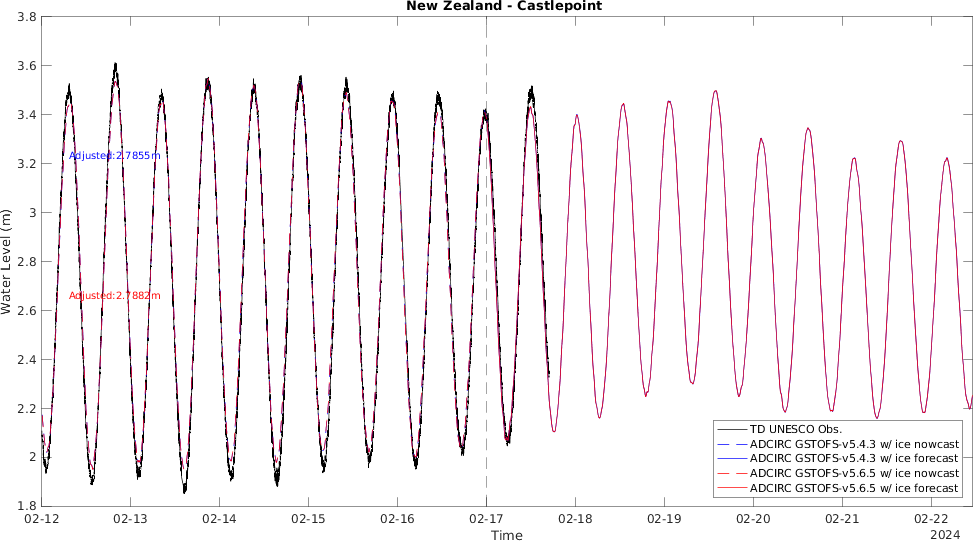 New Zealand - Castlepoint
3.8
3.6
3.4
3.2
3
2.8
2.6
2.4
2.2
2
1.8
Water Level (m)
Adjusted:2.7855m
Adjusted:2.7882m
TD UNESCO Obs.
ADCIRC GSTOFS-v5.4.3 w/ ice nowcast
ADCIRC GSTOFS-v5.4.3 w/ ice forecast
ADCIRC GSTOFS-v5.6.5 w/ ice nowcast
ADCIRC GSTOFS-v5.6.5 w/ ice forecast
02-12 02-13 02-14 02-15 02-16 02-17 02-18 02-19 02-20 02-21 02-22
Time
2024